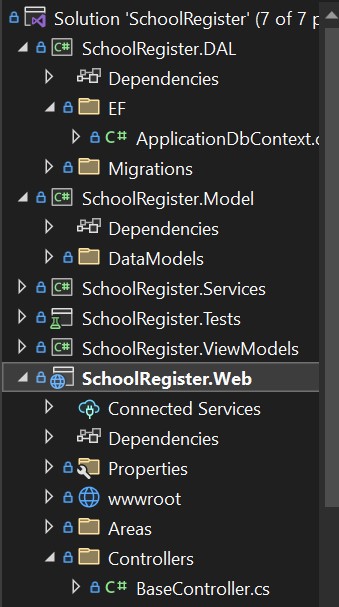 Solution 'SchoolRegister' (7 of 7 p
C# SchoolRegister.DAL
Dependencies
EF
C# ApplicationDbContext.c
Migrations
C# SchoolRegister.Model
Dependencies
DataModels
C# SchoolRegister.Services
SchoolRegister.Tests
C# SchoolRegister.ViewModels
SchoolRegister.Web
Connected Services
Dependencies
Properties
wwwroot
Areas
Controllers
C# BaseController.cs